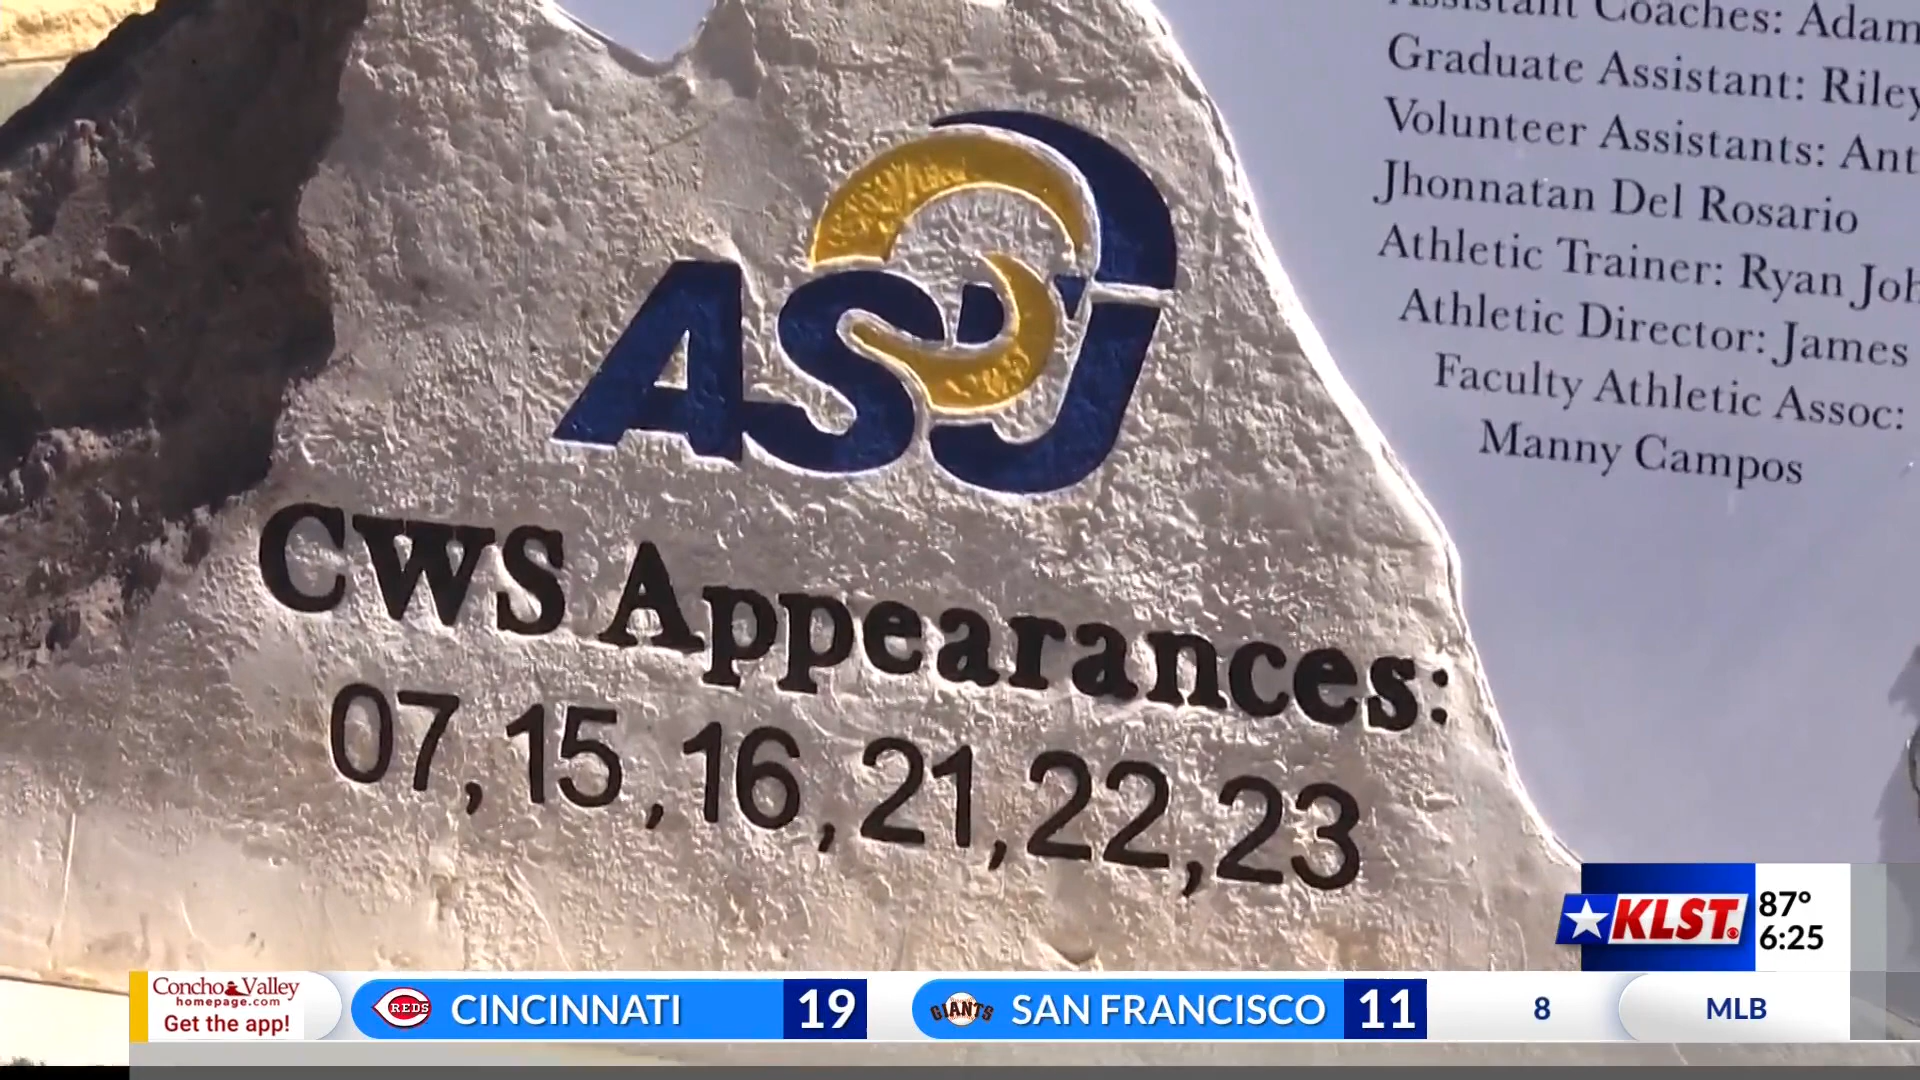 Assistant Coaches: Adam
Graduate Assistant: Riley
Volunteer Assistants: Ant
Jhonnatan Del Rosario
Athletic Trainer: Ryan Joh
Athletic Director: James
Faculty Athletic Assoc:
Manny Campos
ASU
CWS Appearances:
07, 15, 16, 21, 22, 23
KLST
87°
6:25
Concho Valley
homepage.com
Get the app!
REDS
CINCINNATI 19
GIANTS
SAN FRANCISCO 11
8
MLB